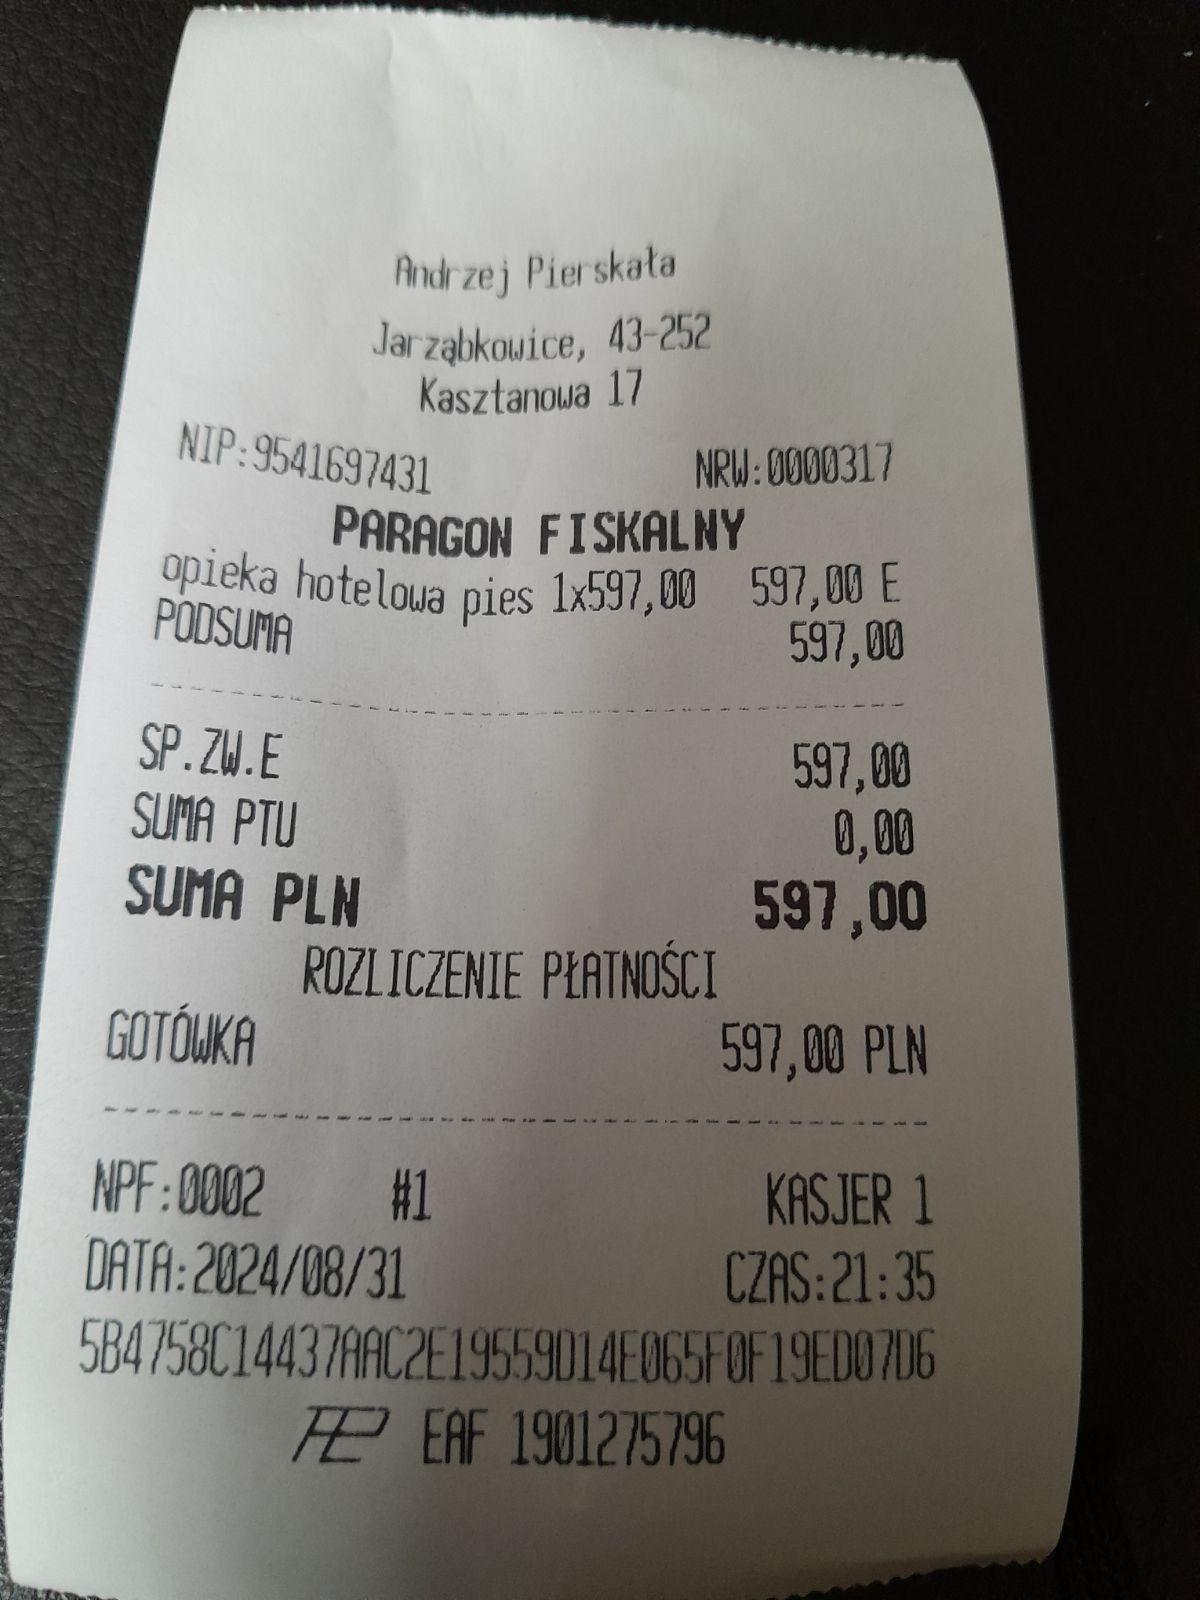 Andrzej Pierskała
Jarząbkowice, 43-252
Kasztanowa 17
NIP:9541697431 NRW:0000317
PARAGON FISKALNY
opieka hotelowa pies 1x597,00 597,00 E
PODSUMA 597,00
SP.ZW.E 597,00
SUMA PTU 0,00
SUMA PLN 597,00
ROZLICZENIE PŁATNOŚCI
GOTÓWKA 597,00 PLN
NPF:0002 #1 KASJER 1
DATA:2024/08/31 CZAS:21:35
5B4758C14437AAC2E19559D14E065F0F19ED07D6
EAF 1901275796